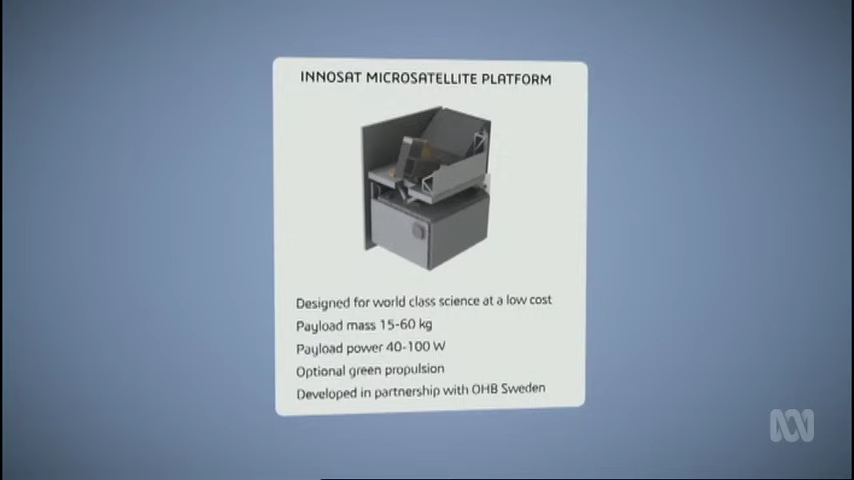 INNOSAT MICROSATELLITE PLATFORM
Designed for world class science at a low cost
Payload mass 15-60 kg
Payload power 40-100 W
Optional green propulsion
Developed in partnership with OHB Sweden